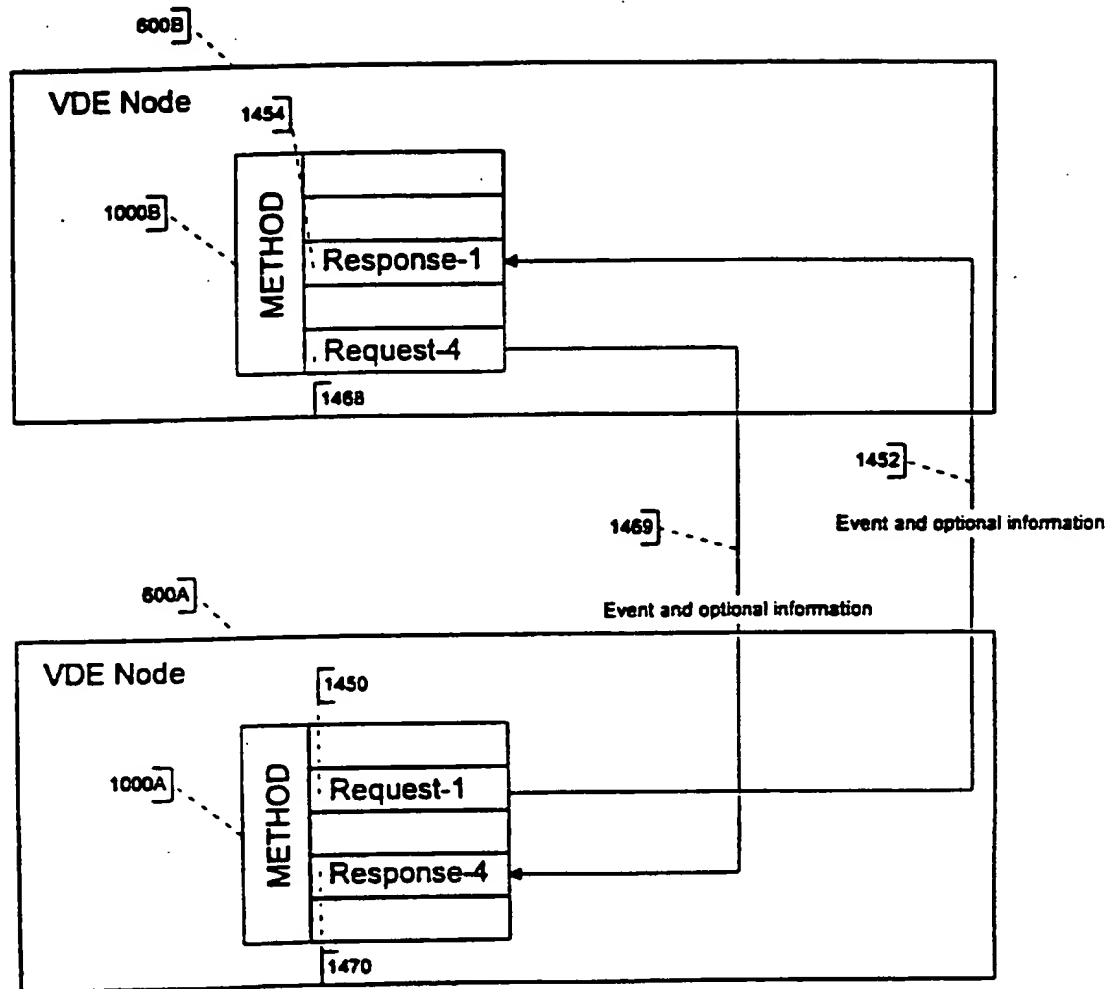 600B
VDE Node
1454
1000B
METHOD
Response-1
Request-4
1468
1452
Event and optional information
1469
600A
Event and optional information
VDE Node
1450
1000A
METHOD
Request-1
Response-4
1470